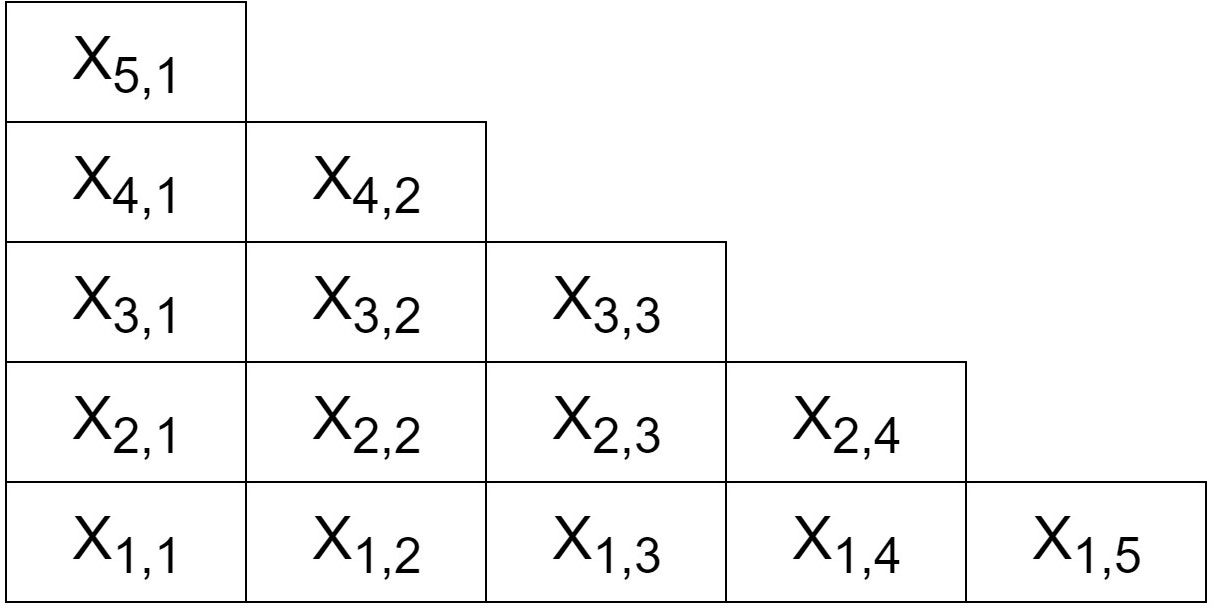 X5,1
X4,1 X4,2
X3,1 X3,2 X3,3
X2,1 X2,2 X2,3 X2,4
X1,1 X1,2 X1,3 X1,4 X1,5